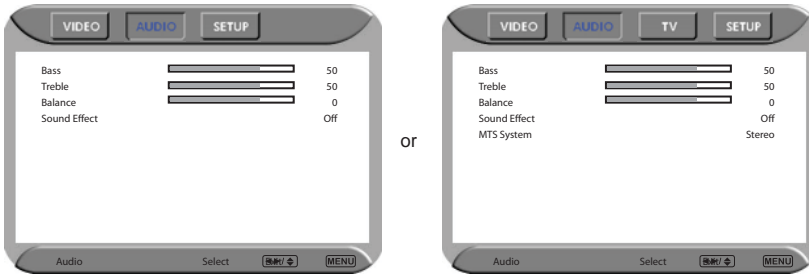 VIDEO AUDIO SETUP
Bass 50
Treble 50
Balance 0
Sound Effect Off
Audio Select MENU
or
VIDEO AUDIO TV SETUP
Bass 50
Treble 50
Balance 0
Sound Effect Off
MTS System Stereo
Audio Select MENU